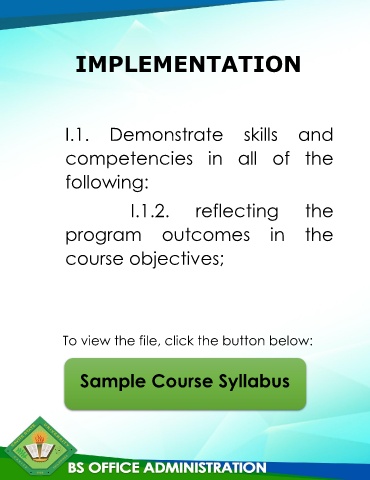 IMPLEMENTATION
I.1. Demonstrate skills and
competencies in all of the
following:
I.1.2. reflecting the
program outcomes in the
course objectives;
To view the file, click the button below:
Sample Course Syllabus
BS OFFICE ADMINISTRATION